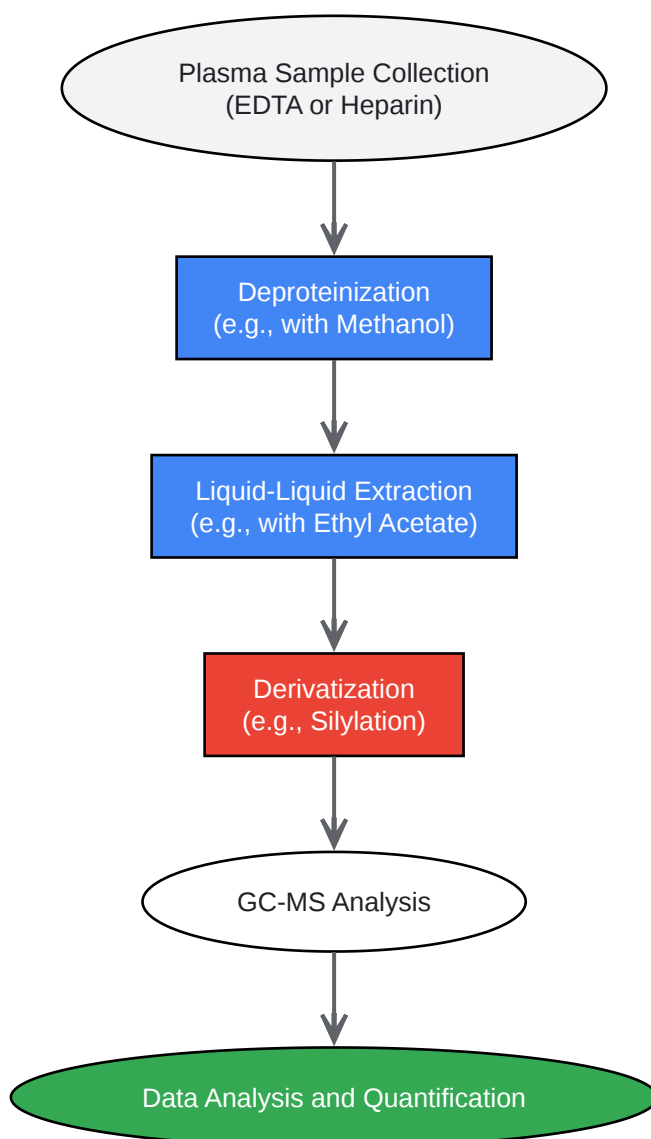 Plasma Sample Collection
(EDTA or Heparin)
Deproteinization
(e.g., with Methanol)
Liquid-Liquid Extraction
(e.g., with Ethyl Acetate)
Derivatization
(e.g., Silylation)
GC-MS Analysis
Data Analysis and Quantification